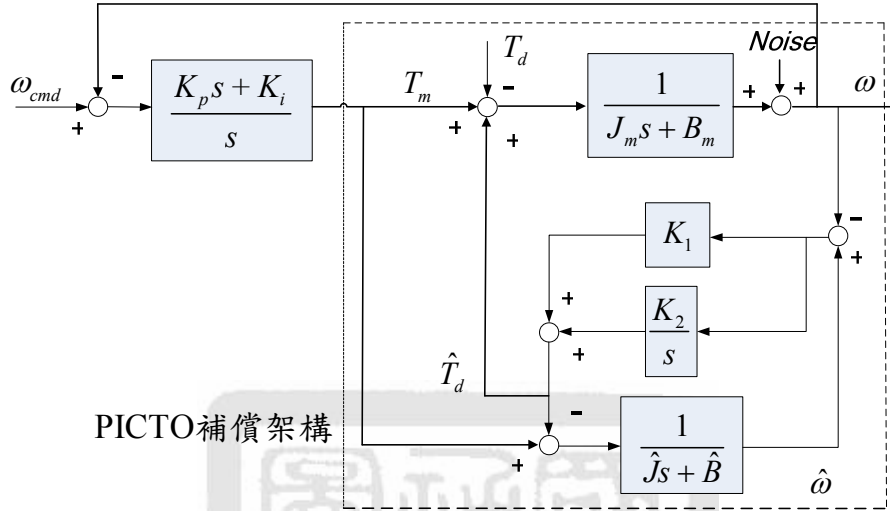 T_d
Noise
ω_cmd
-
+
K_p s + K_i
s
T_m
-
+
+
1
J_m s + B_m
+
+
ω
K_1
-
+
K_2
s
+
+
T̂_d
-
+
PICTO補償架構
1
Ĵs + B̂
ω̂